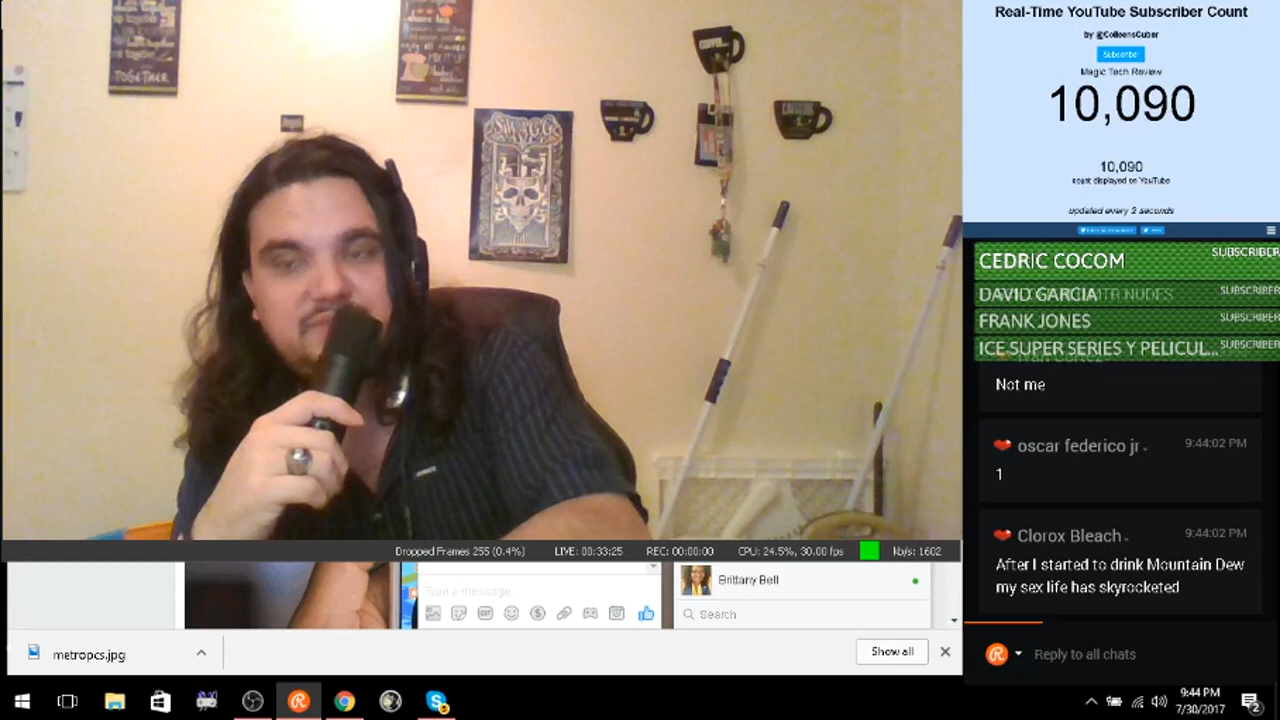 TOGETHER
SWAGG
COFFEE
Real-Time YouTube Subscriber Count
by @ColleensCuber
Subscribe
Magic Tech Review
10,090
10,090
count displayed on YouTube
updated every 2 seconds
CEDRIC COCOM SUBSCRIBER
DAVID GARCIA NUDES SUBSCRIBER
FRANK JONES SUBSCRIBER
ICE SUPER SERIES Y PELICUL... SUBSCRIBER
Not me
oscar federico jr 9:44:02 PM
1
Clorox Bleach 9:44:02 PM
After I started to drink Mountain Dew
my sex life has skyrocketed
Reply to all chats
Dropped Frames 255 (0.4%) LIVE: 00:33:25 REC: 00:00:00 CPU: 24.5%, 30.00 fps kb/s: 1602
Type a message...
Brittany Bell
Search
metropcs.jpg
Show all
9:44 PM
7/30/2017
2